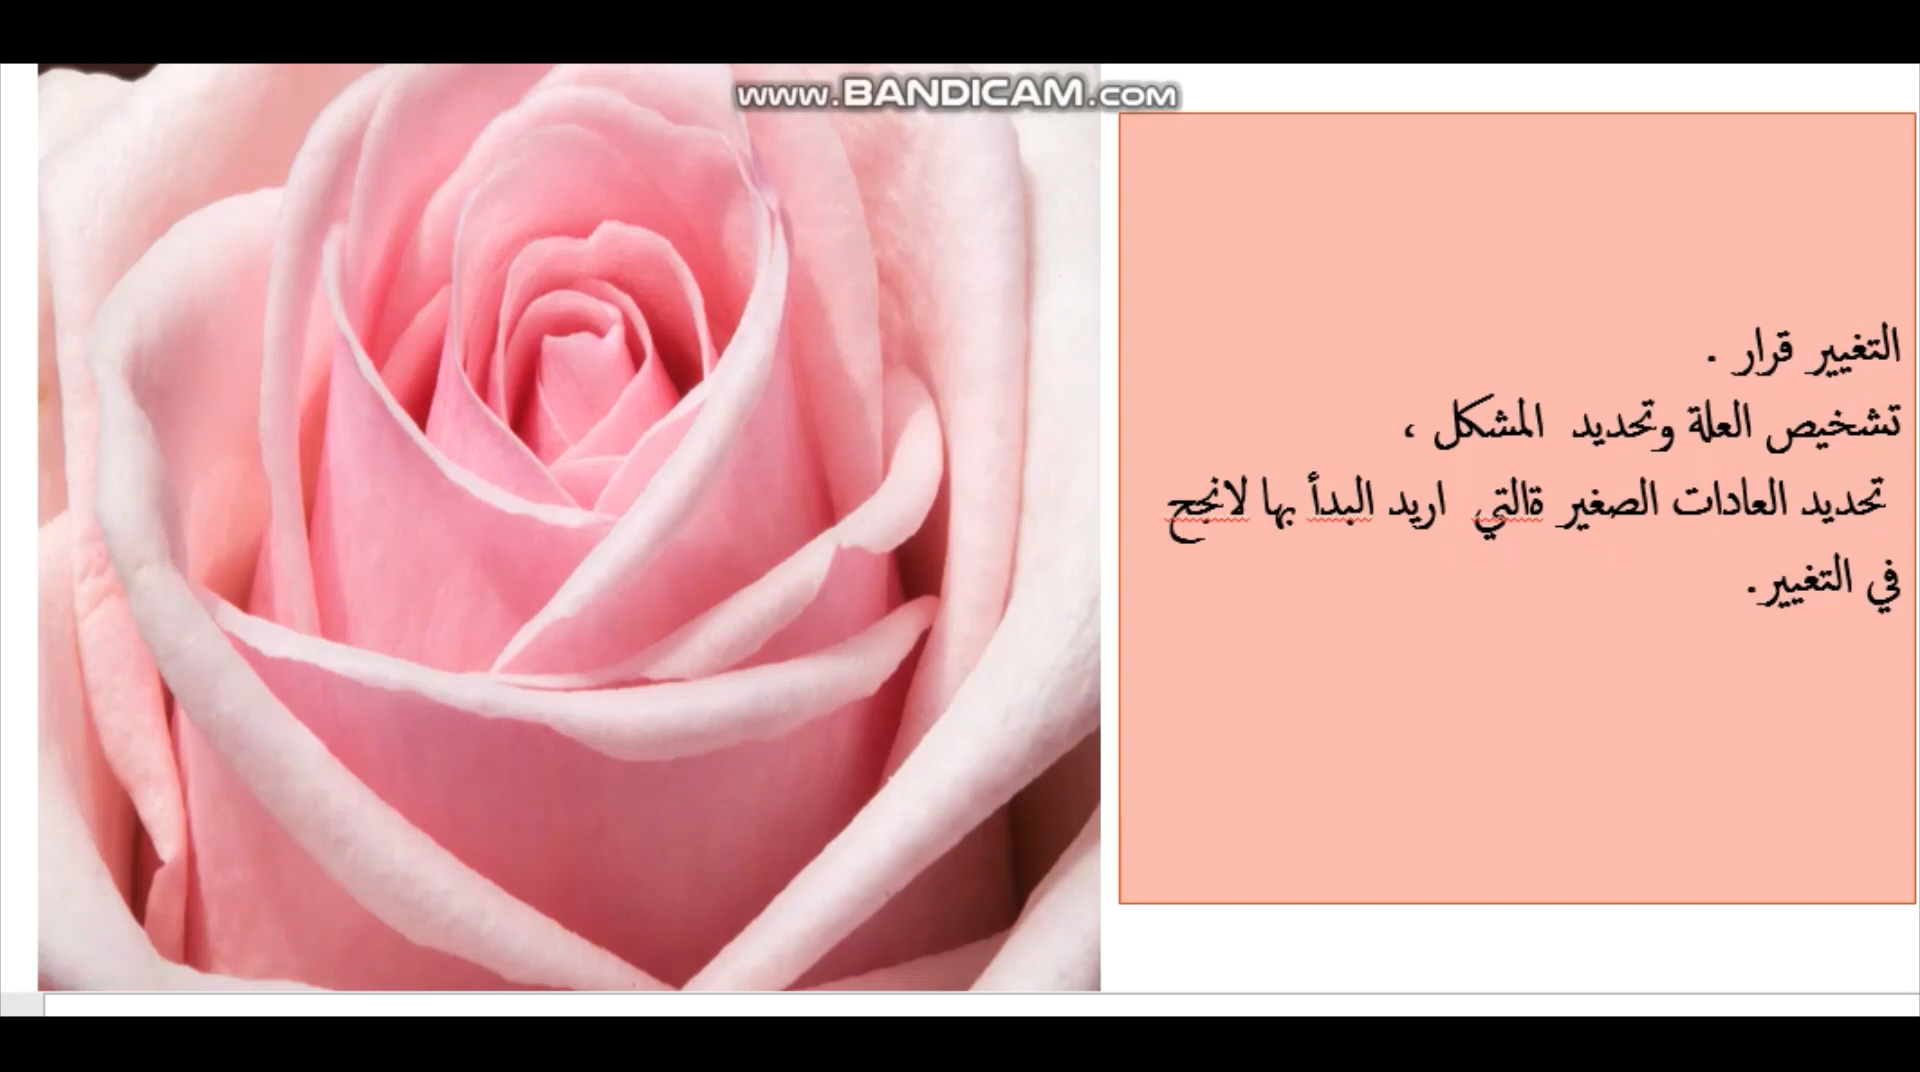 www.BANDICAM.com
التغيير قرار .
تشخيص العلة وتحديد المشكل ،
تحديد العادات الصغير ةالتي اريد البدأ بها لانجح
في التغيير.